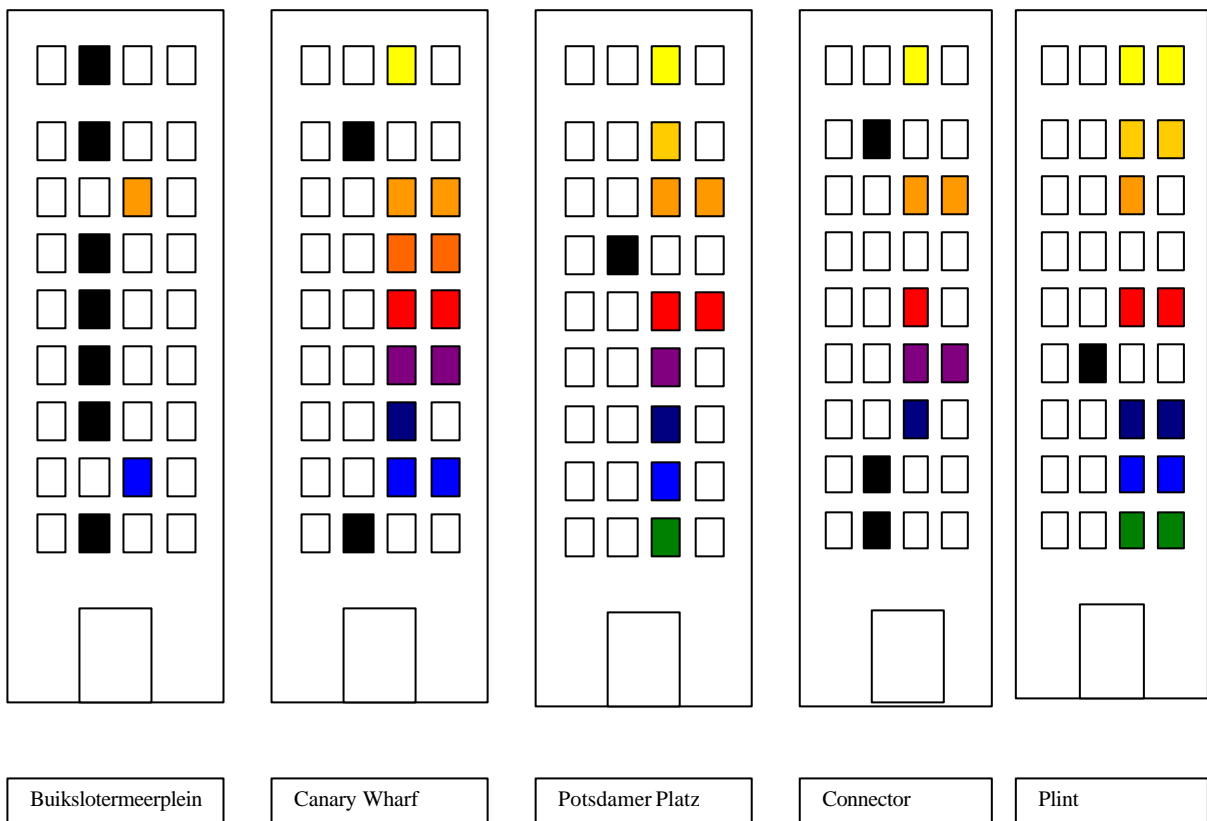 Buikslotermeerplein
Canary Wharf
Potsdamer Platz
Connector
Plint